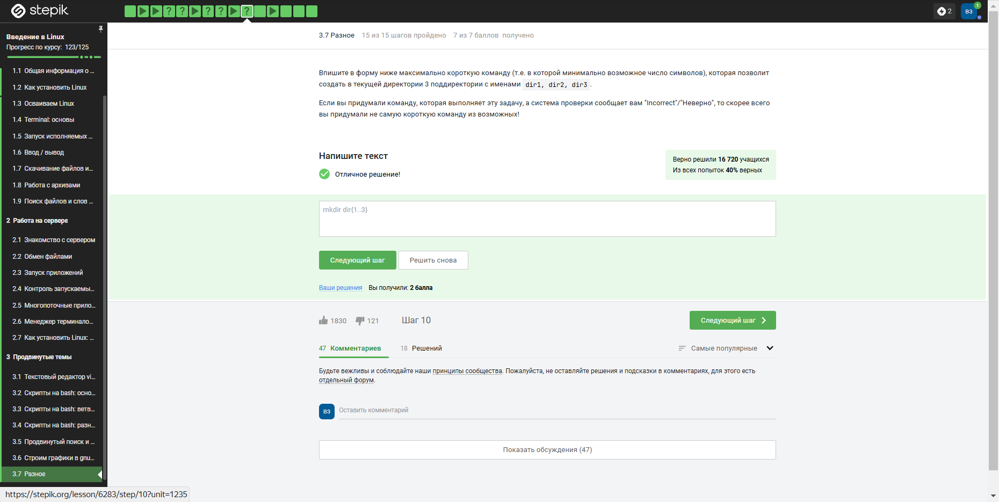 stepik
? ? ? ? ?
2
ВЗ
1
Введение в Linux
Прогресс по курсу: 123/125
1.1 Общая информация о ...
1.2 Как установить Linux
1.3 Осваиваем Linux
1.4 Terminal: основы
1.5 Запуск исполняемых ...
1.6 Ввод / вывод
1.7 Скачивание файлов и...
1.8 Работа с архивами
1.9 Поиск файлов и слов ...
2 Работа на сервере
2.1 Знакомство с сервером
2.2 Обмен файлами
2.3 Запуск приложений
2.4 Контроль запускаемы...
2.5 Многопоточные прило...
2.6 Менеджер терминало...
2.7 Как установить Linux: ...
3 Продвинутые темы
3.1 Текстовый редактор vi...
3.2 Скрипты на bash: осно...
3.3 Скрипты на bash: ветв...
3.4 Скрипты на bash: разн...
3.5 Продвинутый поиск и ...
3.6 Строим графики в gnu...
3.7 Разное
3.7 Разное 15 из 15 шагов пройдено 7 из 7 баллов получено
Впишите в форму ниже максимально короткую команду (т.е. в которой минимально возможное число символов), которая позволит
создать в текущей директории 3 поддиректории с именами dir1, dir2, dir3.
Если вы придумали команду, которая выполняет эту задачу, а система проверки сообщает вам "Incorrect"/"Неверно", то скорее всего
вы придумали не самую короткую команду из возможных!
Напишите текст
Отличное решение!
Верно решили 16 720 учащихся
Из всех попыток 40% верных
mkdir dir{1..3}
Следующий шаг
Решить снова
Ваши решения Вы получили: 2 балла
1830 121 Шаг 10
Следующий шаг
47 Комментариев 18 Решений
Самые популярные
Будьте вежливы и соблюдайте наши принципы сообщества. Пожалуйста, не оставляйте решения и подсказки в комментариях, для этого есть
отдельный форум.
ВЗ Оставить комментарий
Показать обсуждения (47)
https://stepik.org/lesson/6283/step/10?unit=1235